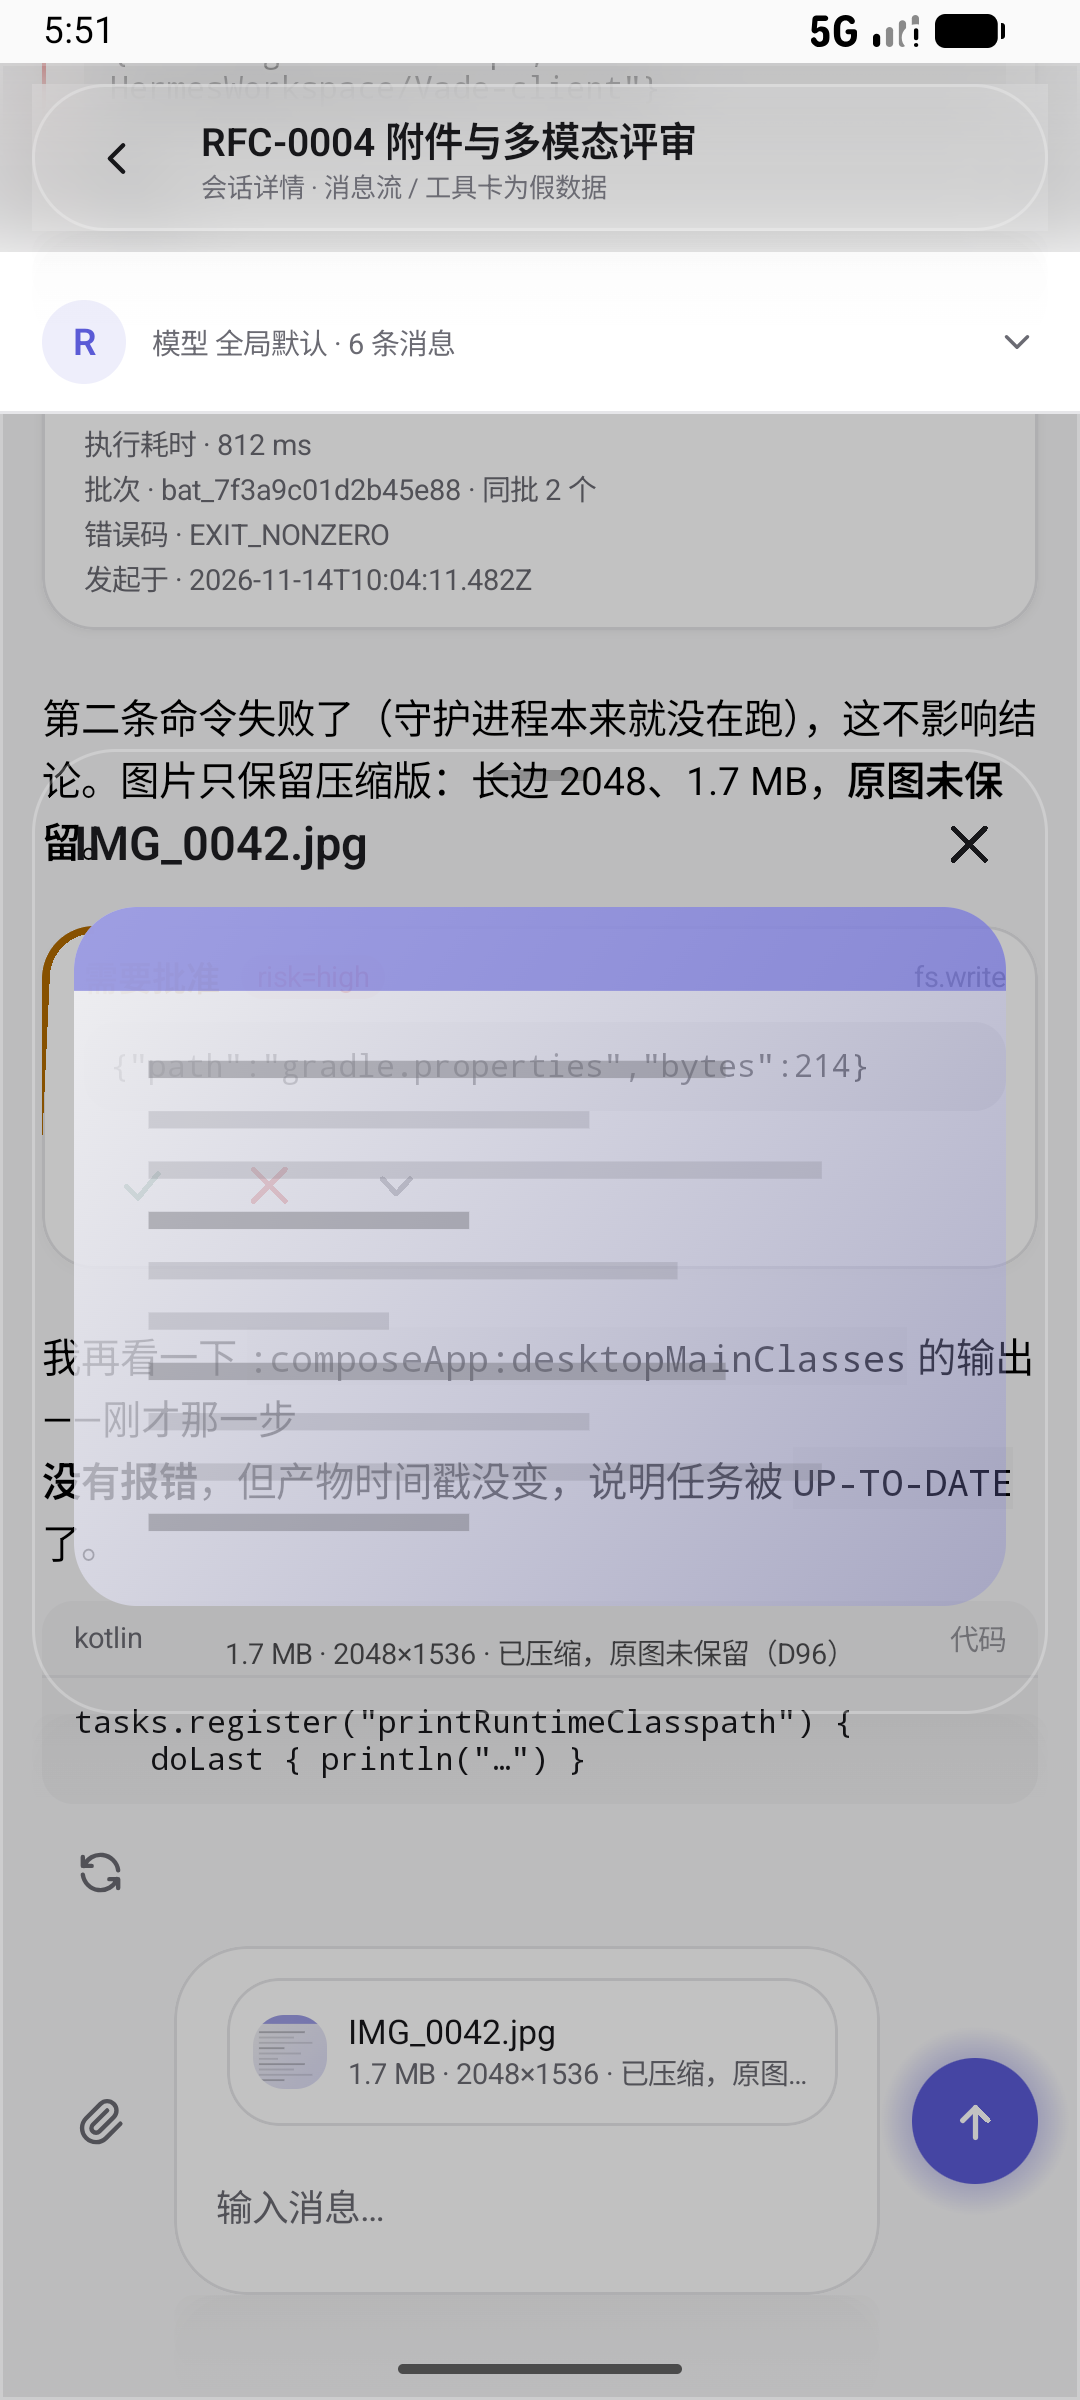 5:51
5G
HermesWorkspace/Vade-client"}
RFC-0004 附件与多模态评审
会话详情 · 消息流 / 工具卡为假数据
R
模型 全局默认 · 6 条消息
执行耗时 · 812 ms
批次 · bat_7f3a9c01d2b45e88 · 同批 2 个
错误码 · EXIT_NONZERO
发起于 · 2026-11-14T10:04:11.482Z
第二条命令失败了（守护进程本来就没在跑），这不影响结
论。图片只保留压缩版：长边 2048、1.7 MB，原图未保
留。
IMG_0042.jpg
需要批准 risk=high fs.write
{"path":"gradle.properties","bytes":214}
我再看一下 :composeApp:desktopMainClasses 的输出
——刚才那一步
没有报错，但产物时间戳没变，说明任务被 UP-TO-DATE
了。
kotlin
代码
1.7 MB · 2048×1536 · 已压缩，原图未保留（D96）
tasks.register("printRuntimeClasspath") {
    doLast { println("…") }
IMG_0042.jpg
1.7 MB · 2048×1536 · 已压缩，原图...
输入消息...